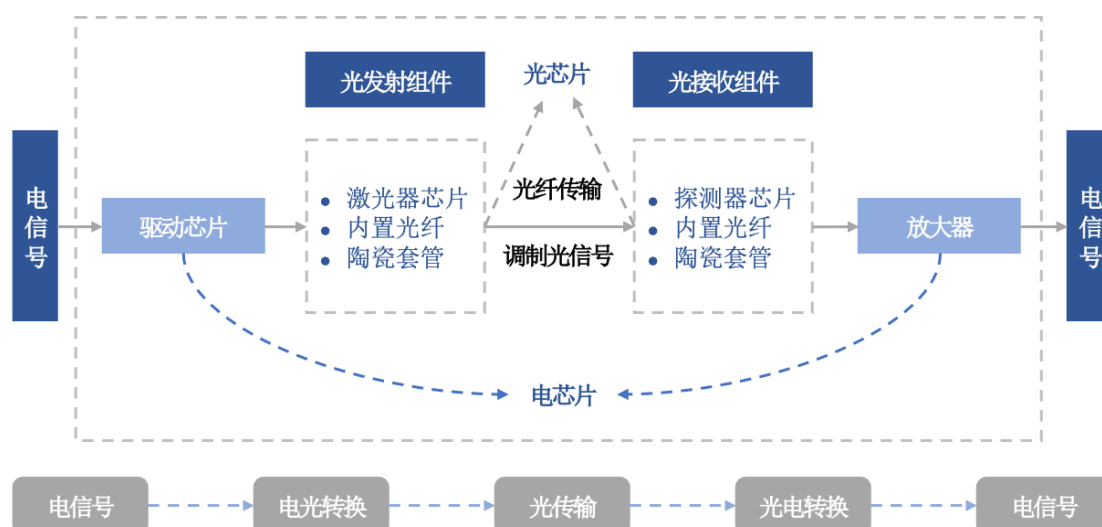 光发射组件
光芯片
光接收组件
电信号
驱动芯片
• 激光器芯片
• 内置光纤
• 陶瓷套管
光纤传输
调制光信号
• 探测器芯片
• 内置光纤
• 陶瓷套管
放大器
电信号
电芯片
电信号
电光转换
光传输
光电转换
电信号